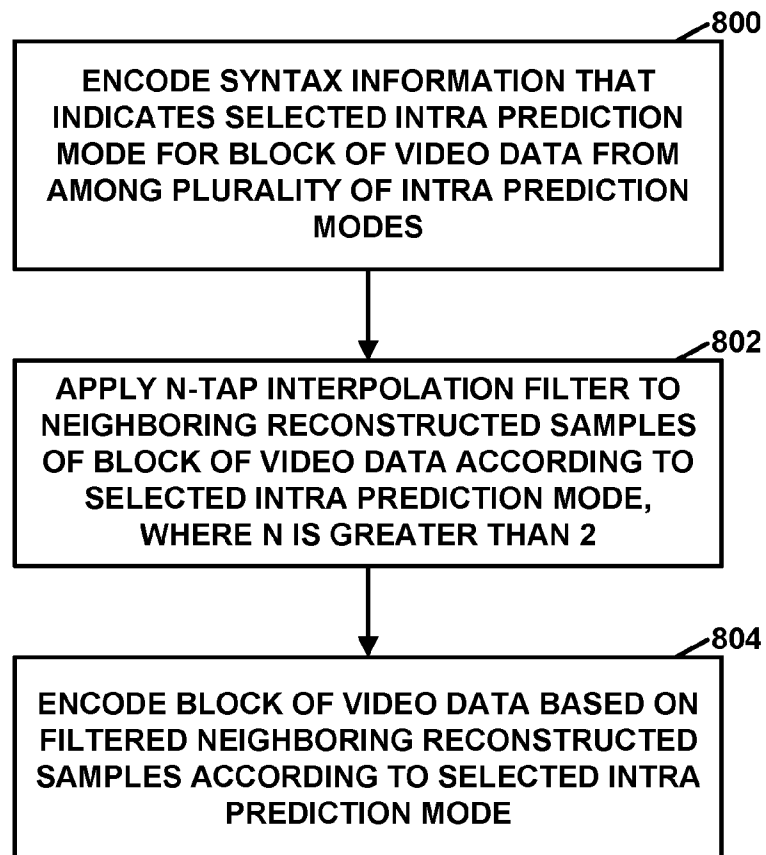 800
ENCODE SYNTAX INFORMATION THAT
INDICATES SELECTED INTRA PREDICTION
MODE FOR BLOCK OF VIDEO DATA FROM
AMONG PLURALITY OF INTRA PREDICTION
MODES
802
APPLY N-TAP INTERPOLATION FILTER TO
NEIGHBORING RECONSTRUCTED SAMPLES
OF BLOCK OF VIDEO DATA ACCORDING TO
SELECTED INTRA PREDICTION MODE,
WHERE N IS GREATER THAN 2
804
ENCODE BLOCK OF VIDEO DATA BASED ON
FILTERED NEIGHBORING RECONSTRUCTED
SAMPLES ACCORDING TO SELECTED INTRA
PREDICTION MODE